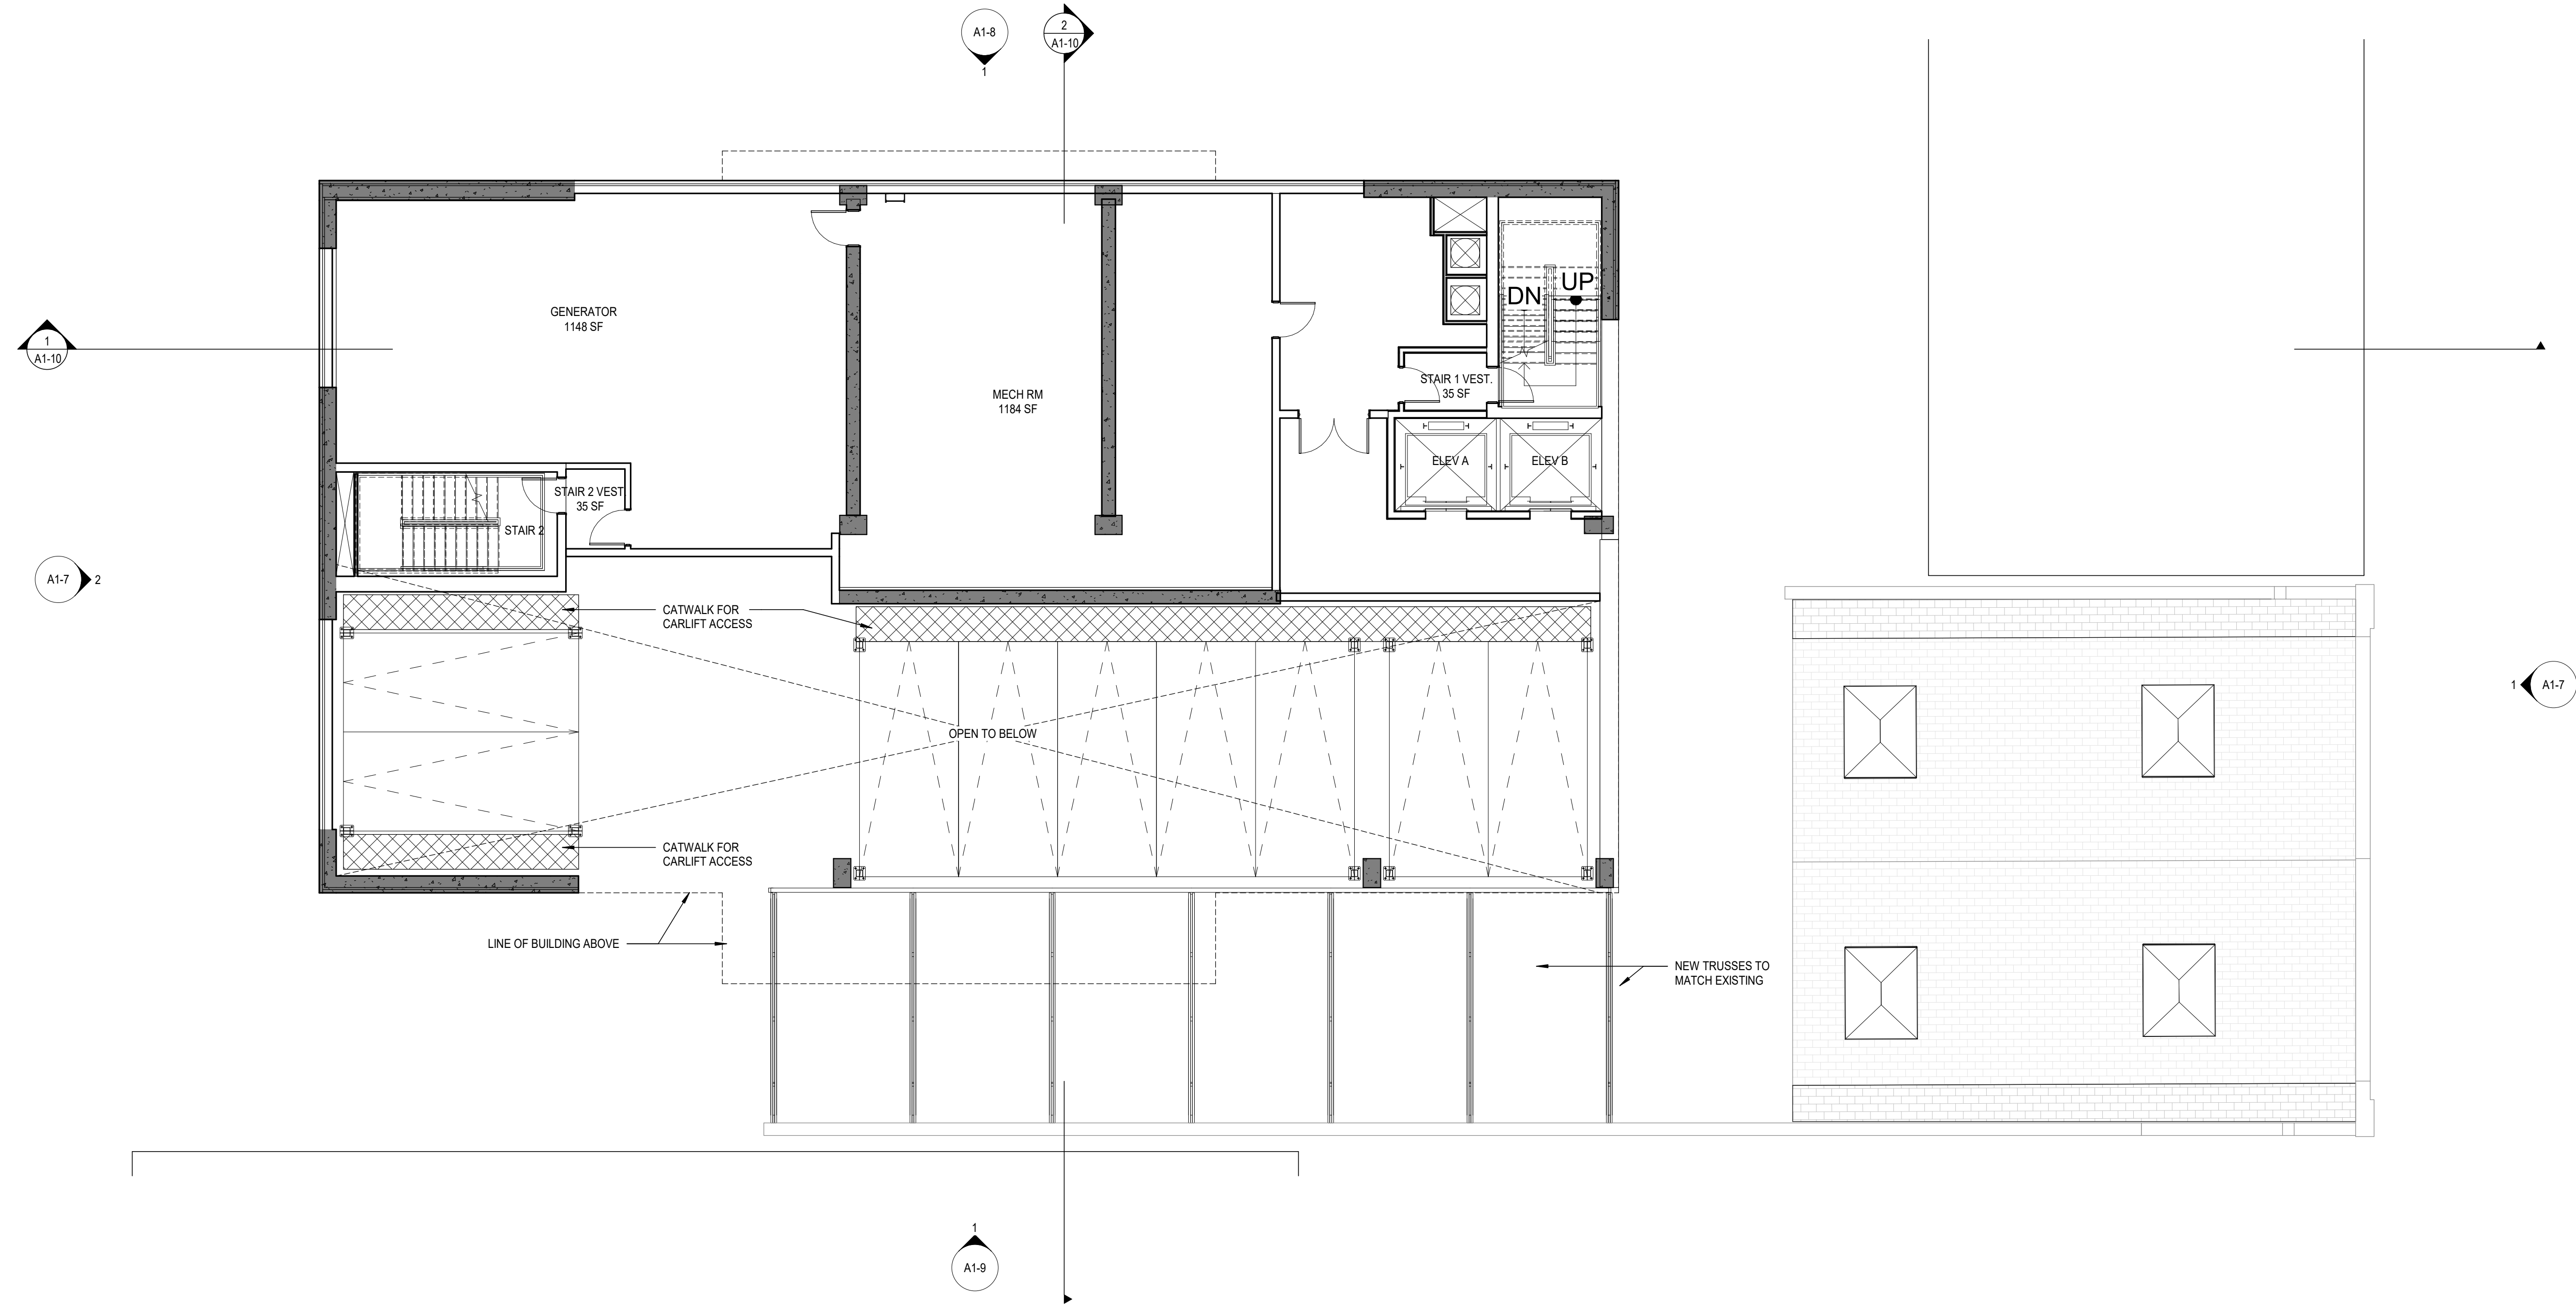 A1-8
1
2
A1-10
GENERATOR
1148 SF
DN
UP
1
A1-10
MECH RM
1184 SF
STAIR 1 VEST.
35 SF
ELEV A
ELEV B
STAIR 2 VEST.
35 SF
STAIR 2
A1-7
2
CATWALK FOR
CARLIFT ACCESS
1
A1-7
OPEN TO BELOW
CATWALK FOR
CARLIFT ACCESS
LINE OF BUILDING ABOVE
NEW TRUSSES TO
MATCH EXISTING
1
A1-9